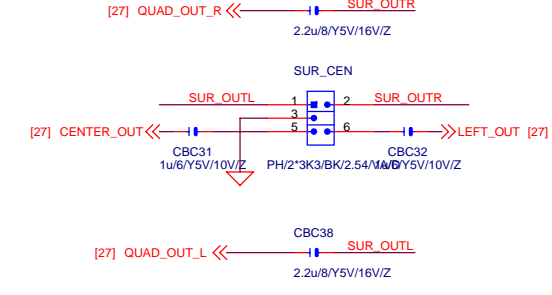 [27] QUAD_OUT_R SUR_OUTR
2.2u/8/Y5V/16V/Z
SUR_CEN
SUR_OUTL 1 2 SUR_OUTR
3
[27] CENTER_OUT 5 6 LEFT_OUT [27]
CBC31 CBC32
1u/6/Y5V/10V/Z PH/2*3K3/BK/2.54/VA/D 1u/6/Y5V/10V/Z
CBC38
[27] QUAD_OUT_L SUR_OUTL
2.2u/8/Y5V/16V/Z